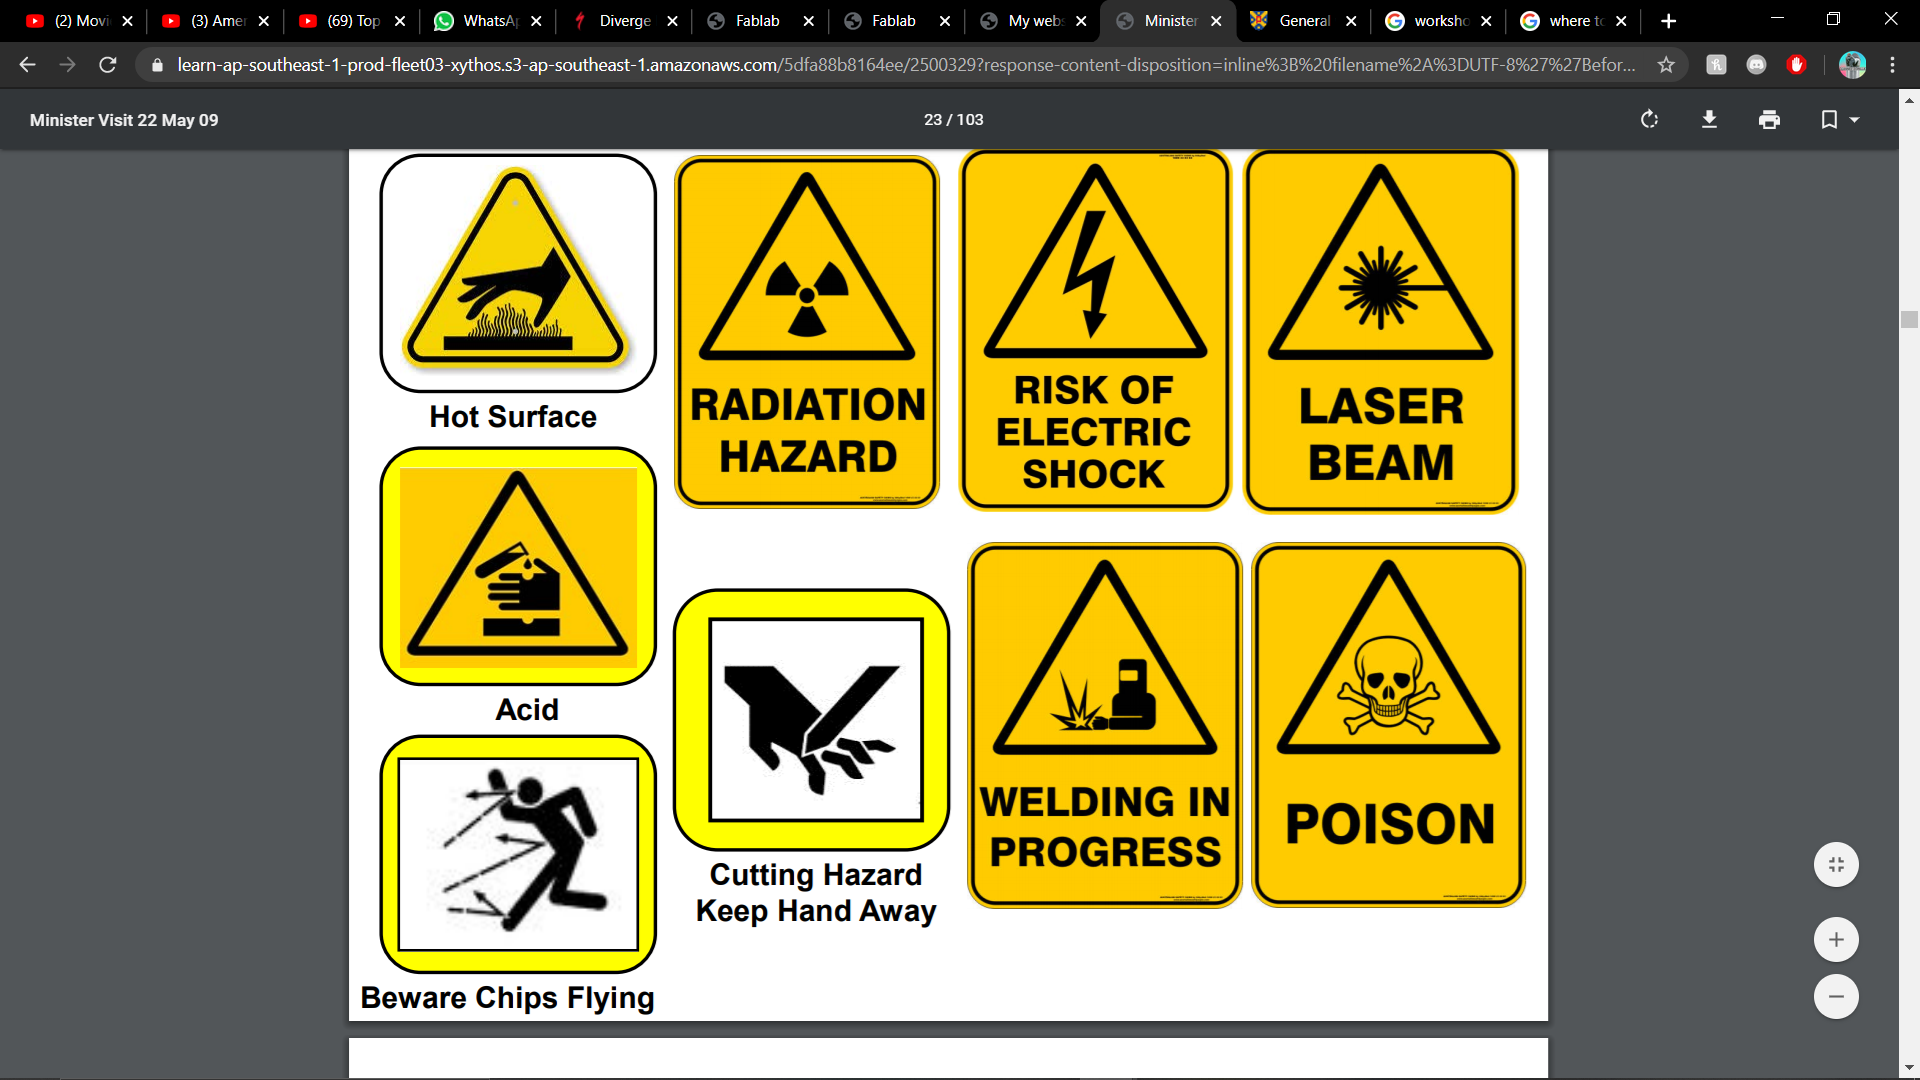 (2) Movi
(3) Amer
(69) Top
WhatsAp
Diverge
Fablab
Fablab
My webs
Minister
General
worksho
where to
learn-ap-southeast-1-prod-fleet03-xythos.s3-ap-southeast-1.amazonaws.com/5dfa88b8164ee/2500329?response-content-disposition=inline%3B%20filename%2A%3DUTF-8%27%27Befor...
Minister Visit 22 May 09
23 / 103
Hot Surface
RADIATION
HAZARD
RISK OF
ELECTRIC
SHOCK
LASER
BEAM
Acid
Cutting Hazard
Keep Hand Away
WELDING IN
PROGRESS
POISON
Beware Chips Flying